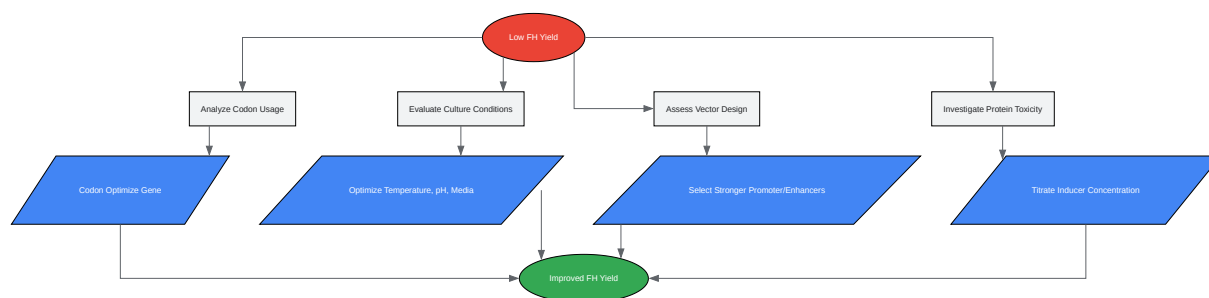 Low FH Yield
Analyze Codon Usage
Evaluate Culture Conditions
Assess Vector Design
Investigate Protein Toxicity
Codon Optimize Gene
Optimize Temperature, pH, Media
Select Stronger Promoter/Enhancers
Titrate Inducer Concentration
Improved FH Yield